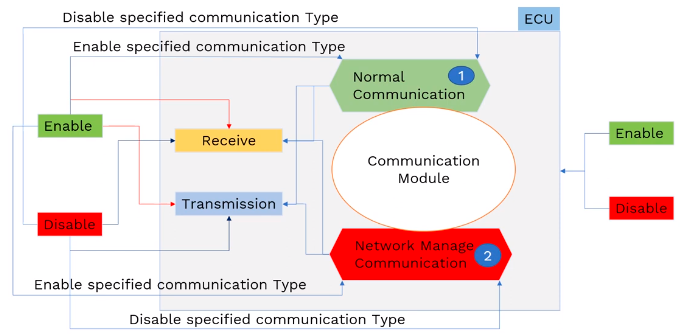 Disable specified communication Type
ECU
Enable specified communication Type
Normal
Communication
1
Enable
Receive
Enable
Communication
Module
Transmission
Disable
Disable
Network Manage
Communication
2
Enable specified communication Type
Disable specified communication Type